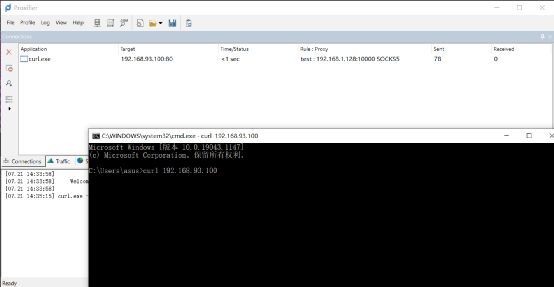 Proxifier
File Profile Log View Help
Connections
Application Target Time/Status Rule : Proxy Sent Received
curl.exe 192.168.93.100:80 <1 sec test : 192.168.1.128:10000 SOCKS5 78 0
C:\WINDOWS\system32\cmd.exe - curl 192.168.93.100
Microsoft Windows [版本 10.0.19043.1147]
(c) Microsoft Corporation。保留所有权利。
C:\Users\asus>curl 192.168.93.100
Connections Traffic
[07.21 14:33:58]
[07.21 14:33:58] Welcom
[07.21 14:33:58]
[07.21 14:35:15] curl.exe
Ready